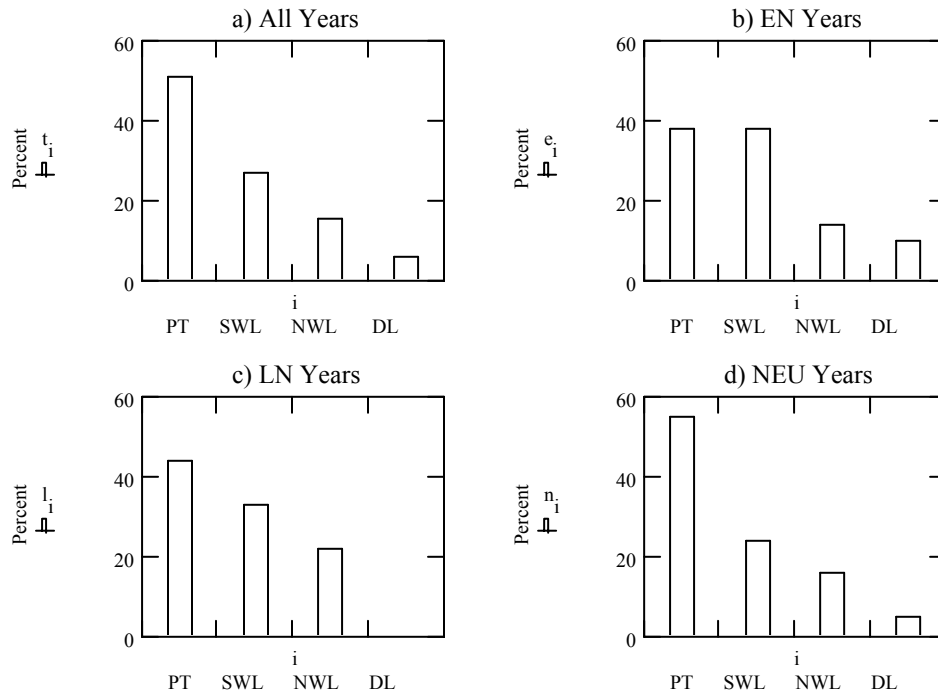 a) All Years
60
40
20
0
Percent
t i
i
PT SWL NWL DL
b) EN Years
60
40
20
0
Percent
e i
i
PT SWL NWL DL
c) LN Years
60
40
20
0
Percent
l i
i
PT SWL NWL DL
d) NEU Years
60
40
20
0
Percent
n i
i
PT SWL NWL DL